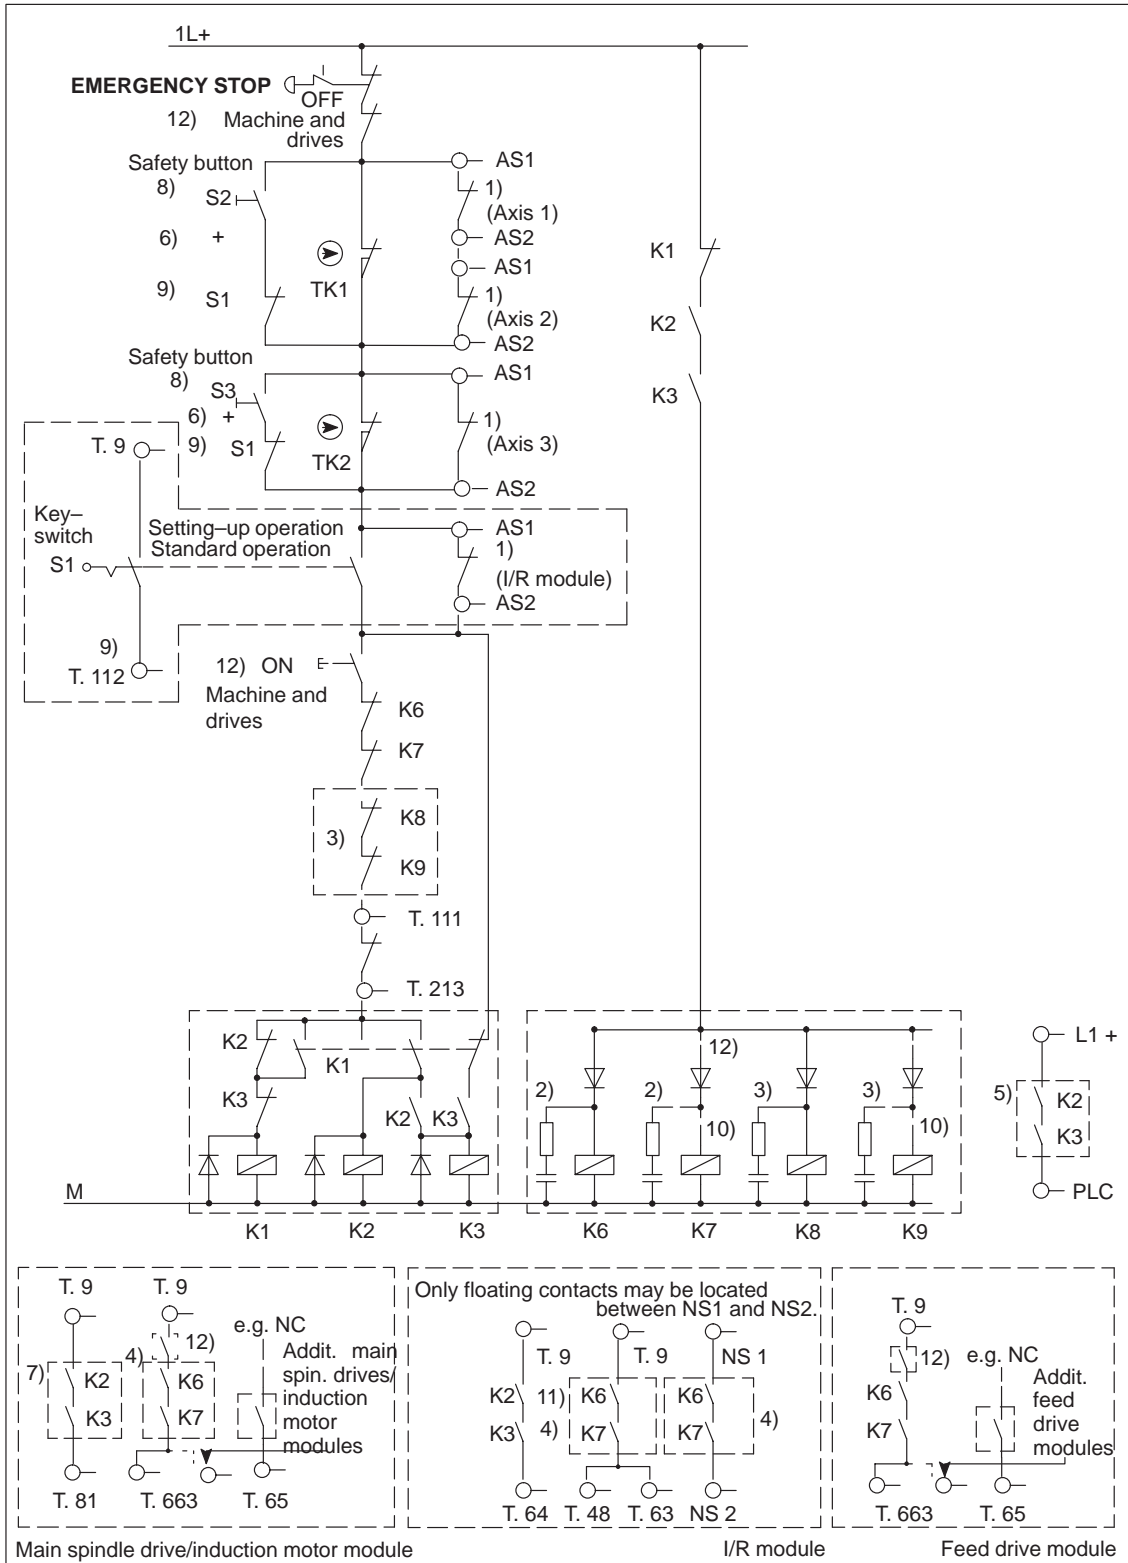 1L+
EMERGENCY STOP
OFF
12) Machine and
drives
Safety button
AS1
8)
S2
1)
(Axis 1)
6) +
AS2
K1
AS1
TK1
9) S1
1)
(Axis 2)
K2
AS2
Safety button
8)
AS1
S3
K3
6) +
1)
T. 9
9) S1
TK2
(Axis 3)
AS2
Key–
switch
Setting–up operation
Standard operation
AS1
1)
S1
(I/R module)
AS2
9)
T. 112
12) ON
Machine and
drives
K6
K7
3)
K8
K9
T. 111
T. 213
K2
K1
12)
L1 +
K3
K2
K3
2)
2)
3)
3)
10)
10)
5)
K2
K3
M
PLC
K1
K2
K3
K6
K7
K8
K9
T. 9
T. 9
12)
e.g. NC
Addit. main
spin. drives/
induction
motor
modules
7)
K2
K3
4)
K6
K7
T. 81
T. 663
T. 65
Main spindle drive/induction motor module
Only floating contacts may be located
between NS1 and NS2.
T. 9
T. 9
NS 1
K2
11)
K6
K6
K3
4)
K7
K7
4)
T. 64
T. 48
T. 63
NS 2
I/R module
T. 9
12)
e.g. NC
K6
Addit.
feed
drive
modules
K7
T. 663
T. 65
Feed drive module